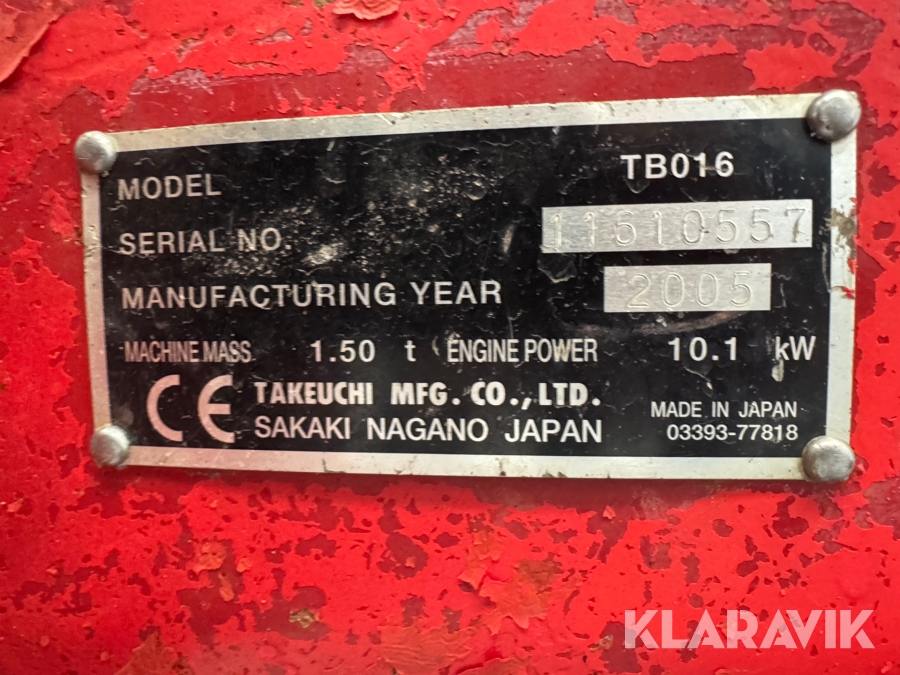 MODEL TB016
SERIAL NO. 11610557
MANUFACTURING YEAR 2005
MACHINE MASS 1.50 t ENGINE POWER 10.1 kW
CE TAKEUCHI MFG. CO., LTD.
SAKAKI NAGANO JAPAN
MADE IN JAPAN
03393-77818
KLARAVIK